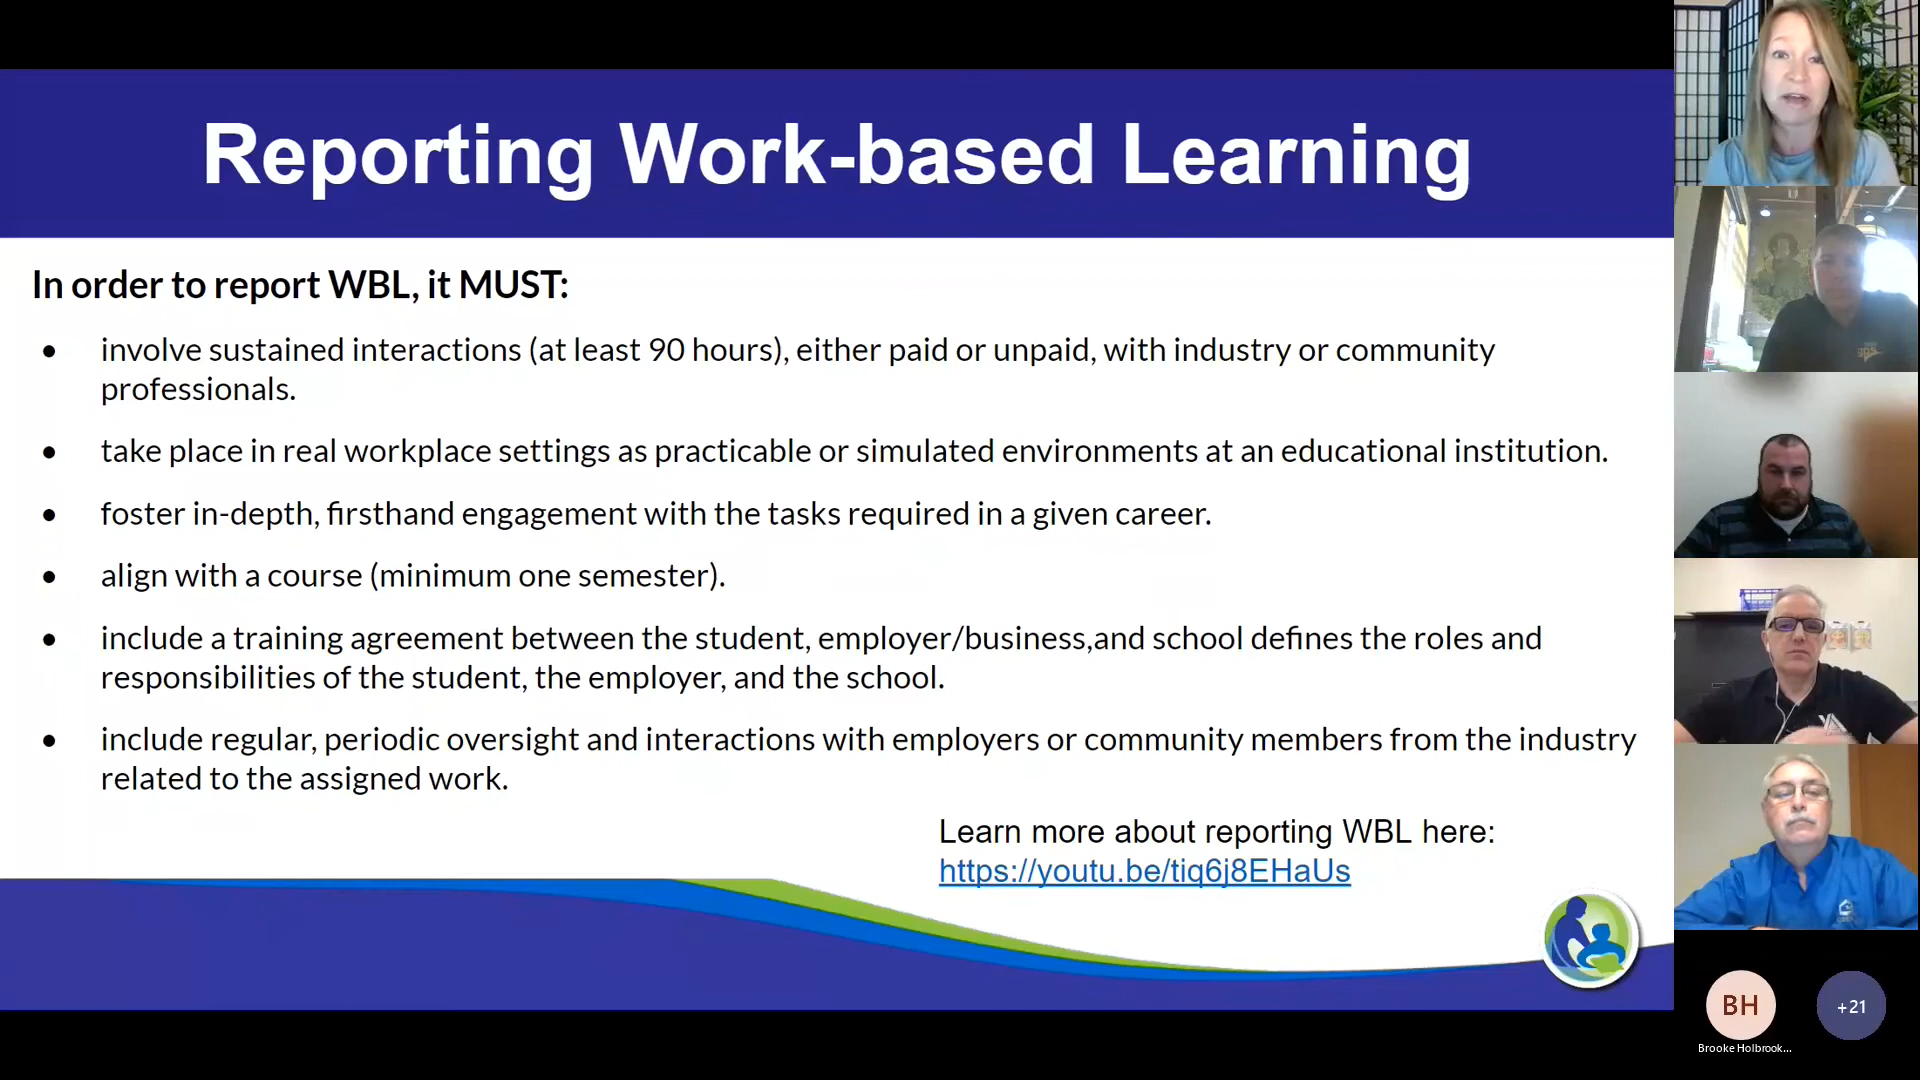 Reporting Work-based Learning
In order to report WBL, it MUST:
● involve sustained interactions (at least 90 hours), either paid or unpaid, with industry or community
professionals.
● take place in real workplace settings as practicable or simulated environments at an educational institution.
● foster in-depth, firsthand engagement with the tasks required in a given career.
● align with a course (minimum one semester).
● include a training agreement between the student, employer/business,and school defines the roles and
responsibilities of the student, the employer, and the school.
● include regular, periodic oversight and interactions with employers or community members from the industry
related to the assigned work.
Learn more about reporting WBL here:
https://youtu.be/tiq6j8EHaUs
BH
+21
Brooke Holbrook...